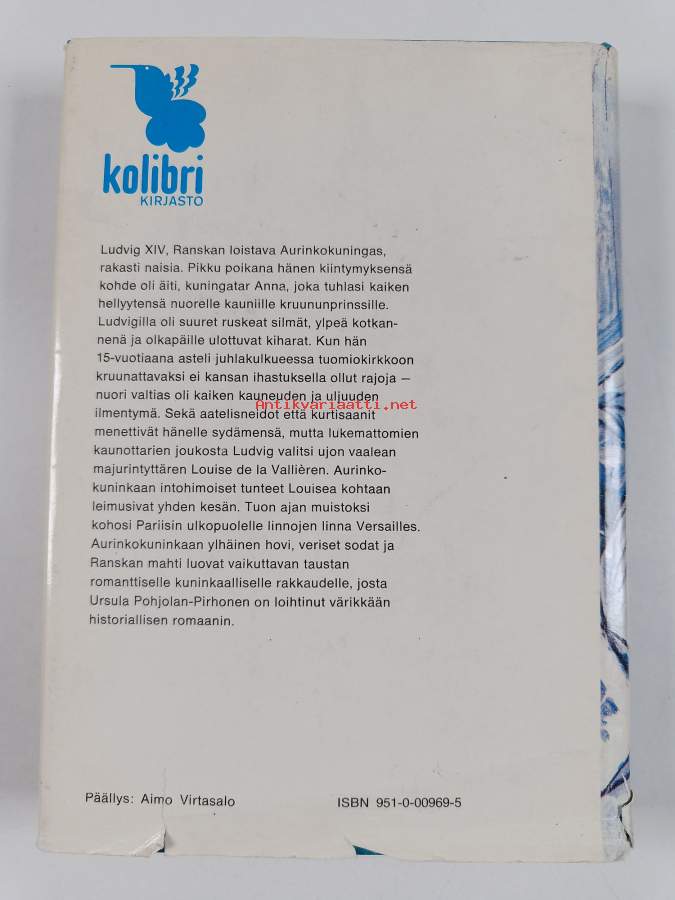 kolibri
KIRJASTO
Ludvig XIV, Ranskan loistava Aurinkokuningas,
rakasti naisia. Pikku poikana hänen kiintymyksensä
kohde oli äiti, kuningatar Anna, joka tuhlasi kaiken
hellyytensä nuorelle kauniille kruununprinssille.
Ludvigilla oli suuret ruskeat silmät, ylpeä kotkan-
nenä ja olkapäille ulottuvat kiharat. Kun hän
15-vuotiaana asteli juhlakulkueessa tuomiokirkkoon
kruunattavaksi ei kansan ihastuksella ollut rajoja —
nuori valtias oli kaiken kauneuden ja uljuuden
Antikvariaatti.net
ilmentymä. Sekä aatelisneidot että kurtisaanit
menettivät hänelle sydämensä, mutta lukemattomien
kaunottarien joukosta Ludvig valitsi ujon vaalean
majurintyttären Louise de la Vallièren. Aurinko-
kuninkaan intohimoiset tunteet Louisea kohtaan
leimusivat yhden kesän. Tuon ajan muistoksi
kohosi Pariisin ulkopuolelle linnojen linna Versailles.
Aurinkokuninkaan ylhäinen hovi, veriset sodat ja
Ranskan mahti luovat vaikuttavan taustan
romanttiselle kuninkaalliselle rakkaudelle, josta
Ursula Pohjolan-Pirhonen on loihtinut värikkään
historiallisen romaanin.
Päällys: Aimo Virtasalo
ISBN 951-0-00969-5